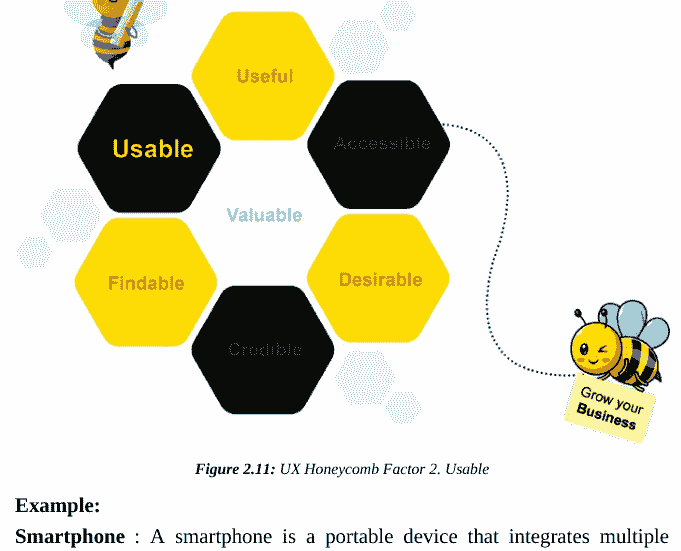 Useful
Usable
Accessible
Valuable
Findable
Desirable
Credible
Grow your
Business
Figure 2.11: UX Honeycomb Factor 2. Usable
Example:
Smartphone : A smartphone is a portable device that integrates multiple